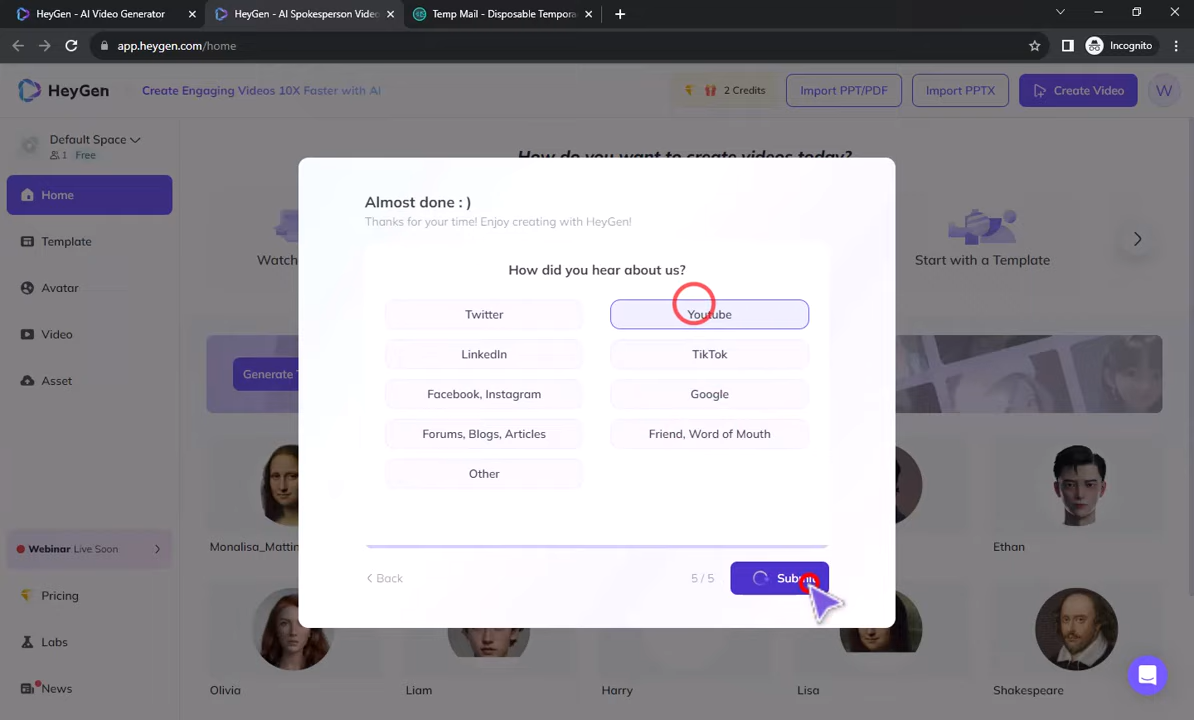 HeyGen - AI Video Generator
HeyGen - AI Spokesperson Video
Temp Mail - Disposable Tempora
app.heygen.com/home
Incognito
HeyGen
Create Engaging Videos 10X Faster with AI
2 Credits
Import PPT/PDF
Import PPTX
Create Video
W
Default Space
1 Free
How do you want to create videos today?
Home
Template
Avatar
Video
Asset
Watch
Start with a Template
Generate
Almost done : )
Thanks for your time! Enjoy creating with HeyGen!
How did you hear about us?
Twitter
Youtube
LinkedIn
TikTok
Facebook, Instagram
Google
Forums, Blogs, Articles
Friend, Word of Mouth
Other
Back
5 / 5
Submit
Monalisa_Mattin
Ethan
Webinar Live Soon
Pricing
Labs
News
Olivia
Liam
Harry
Lisa
Shakespeare